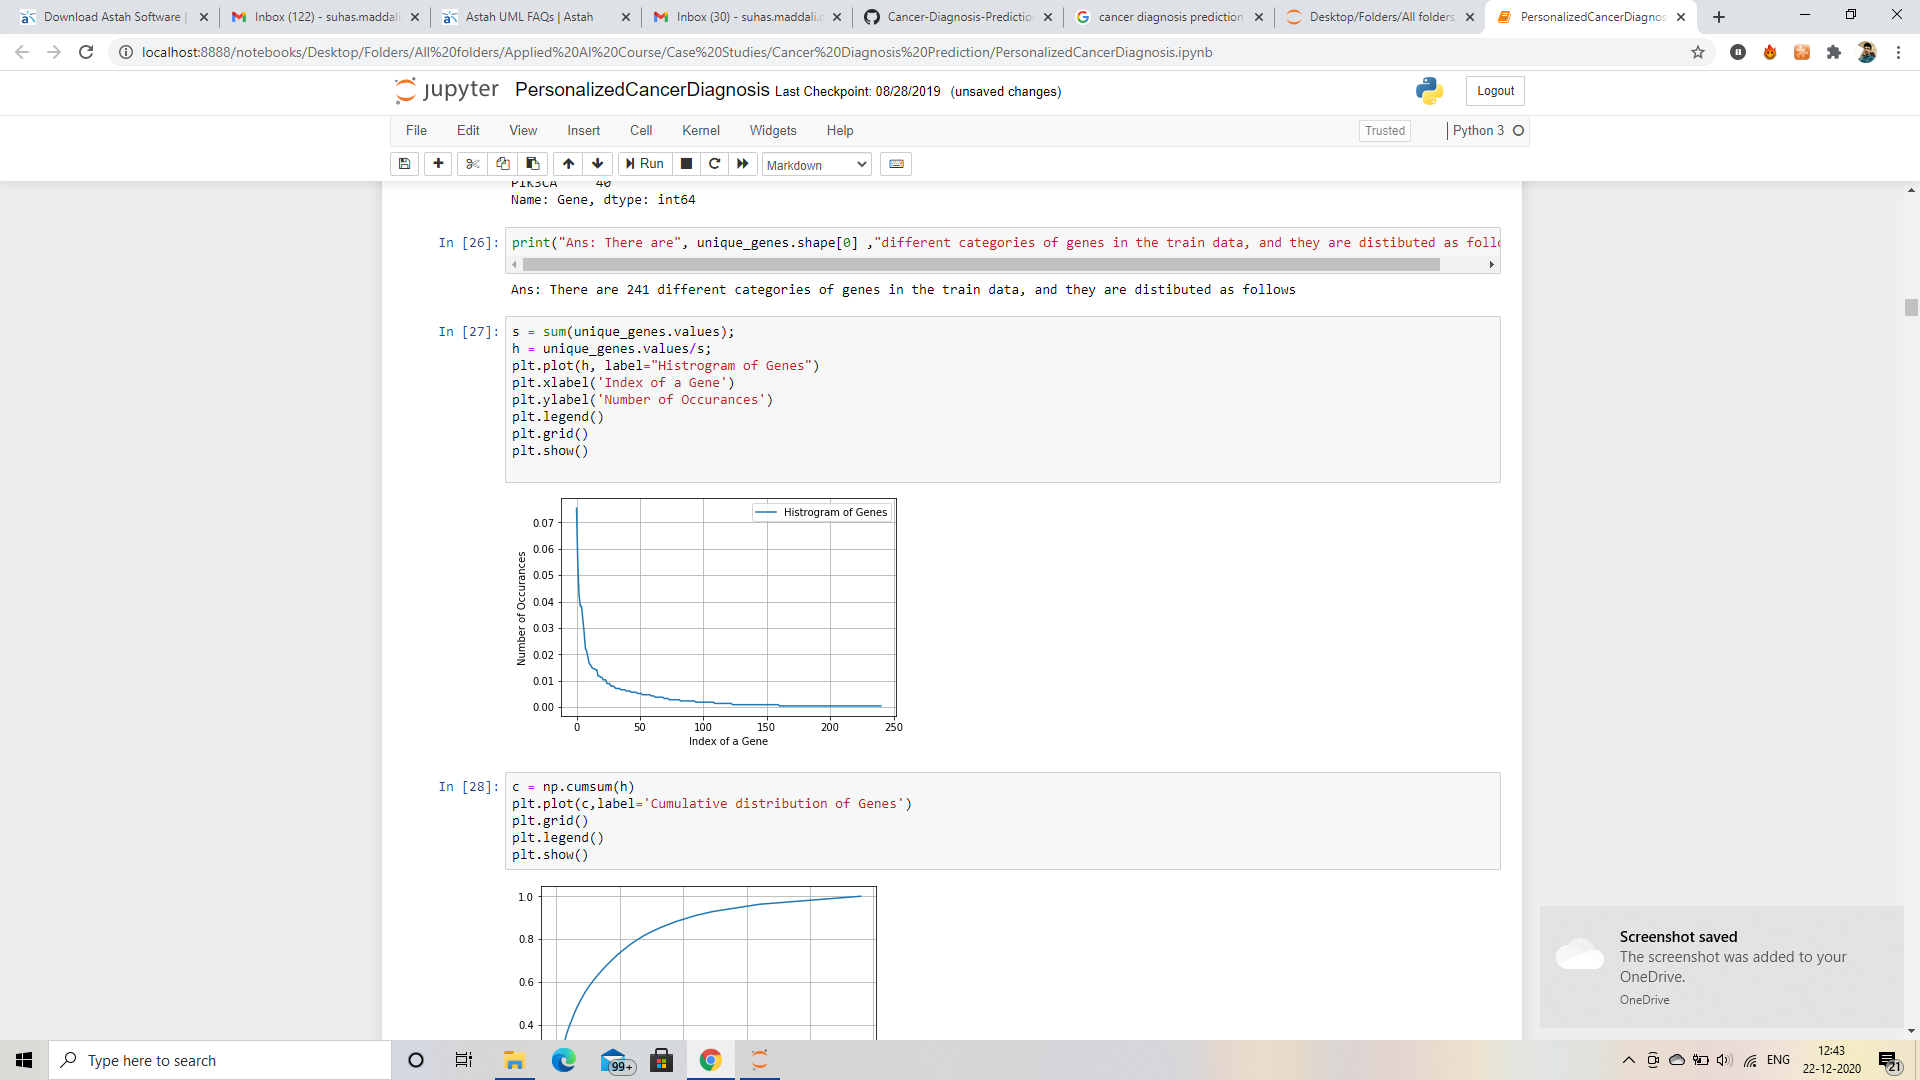 Download Astah Software |
Inbox (122) - suhas.maddali.
Astah UML FAQs | Astah
Inbox (30) - suhas.maddali.c
Cancer-Diagnosis-Predictio
cancer diagnosis prediction
Desktop/Folders/All folders
PersonalizedCancerDiagnos
localhost:8888/notebooks/Desktop/Folders/All%20folders/Applied%20AI%20Course/Case%20Studies/Cancer%20Diagnosis%20Prediction/PersonalizedCancerDiagnosis.ipynb
jupyter PersonalizedCancerDiagnosis Last Checkpoint: 08/28/2019 (unsaved changes)
Logout
File Edit View Insert Cell Kernel Widgets Help
Trusted
Python 3
Run
Markdown
PIK3CA 40
Name: Gene, dtype: int64
In [26]: print("Ans: There are", unique_genes.shape[0] ,"different categories of genes in the train data, and they are distibuted as follo
Ans: There are 241 different categories of genes in the train data, and they are distibuted as follows
In [27]: s = sum(unique_genes.values);
h = unique_genes.values/s;
plt.plot(h, label="Histrogram of Genes")
plt.xlabel('Index of a Gene')
plt.ylabel('Number of Occurances')
plt.legend()
plt.grid()
plt.show()
Histrogram of Genes
0.07
0.06
0.05
0.04
0.03
0.02
0.01
0.00
Number of Occurances
0 50 100 150 200 250
Index of a Gene
In [28]: c = np.cumsum(h)
plt.plot(c,label='Cumulative distribution of Genes')
plt.grid()
plt.legend()
plt.show()
1.0
0.8
0.6
0.4
Screenshot saved
The screenshot was added to your
OneDrive.
OneDrive
Type here to search
99+
ENG
12:43
22-12-2020
21